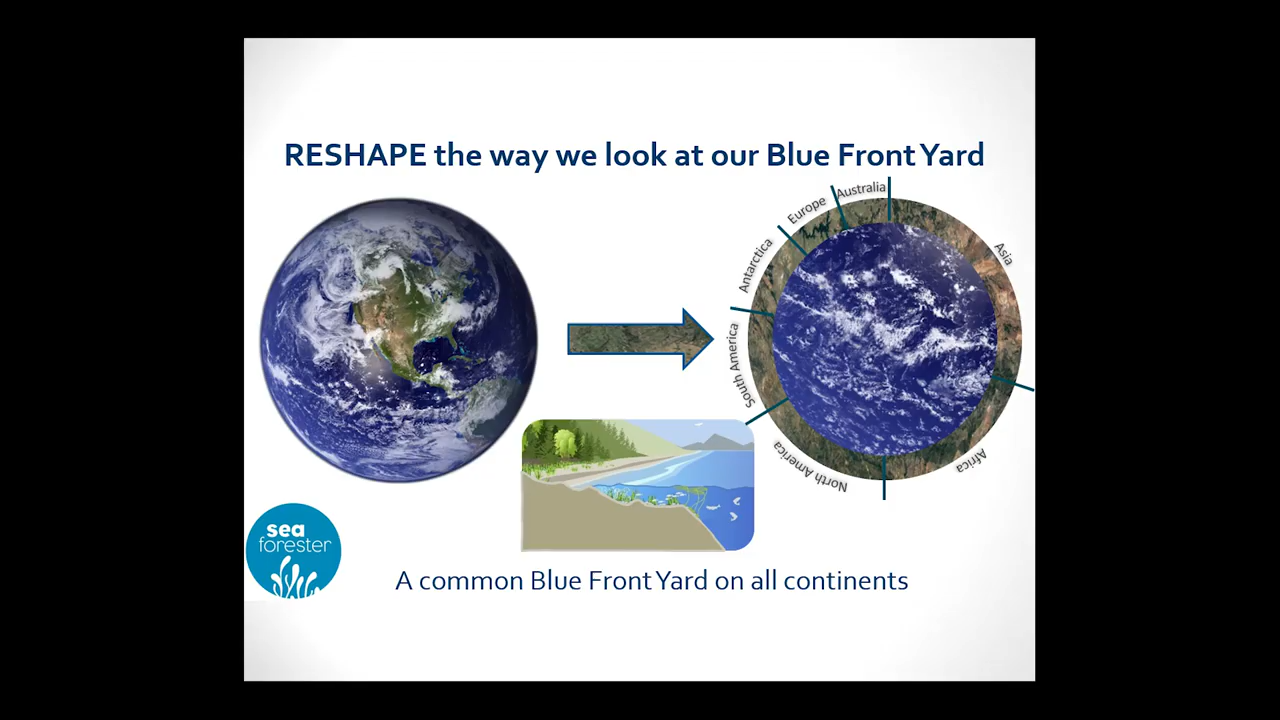 RESHAPE the way we look at our Blue Front Yard
Australia
Europe
Asia
Antarctica
South America
North America
Africa
sea
forester
A common Blue Front Yard on all continents